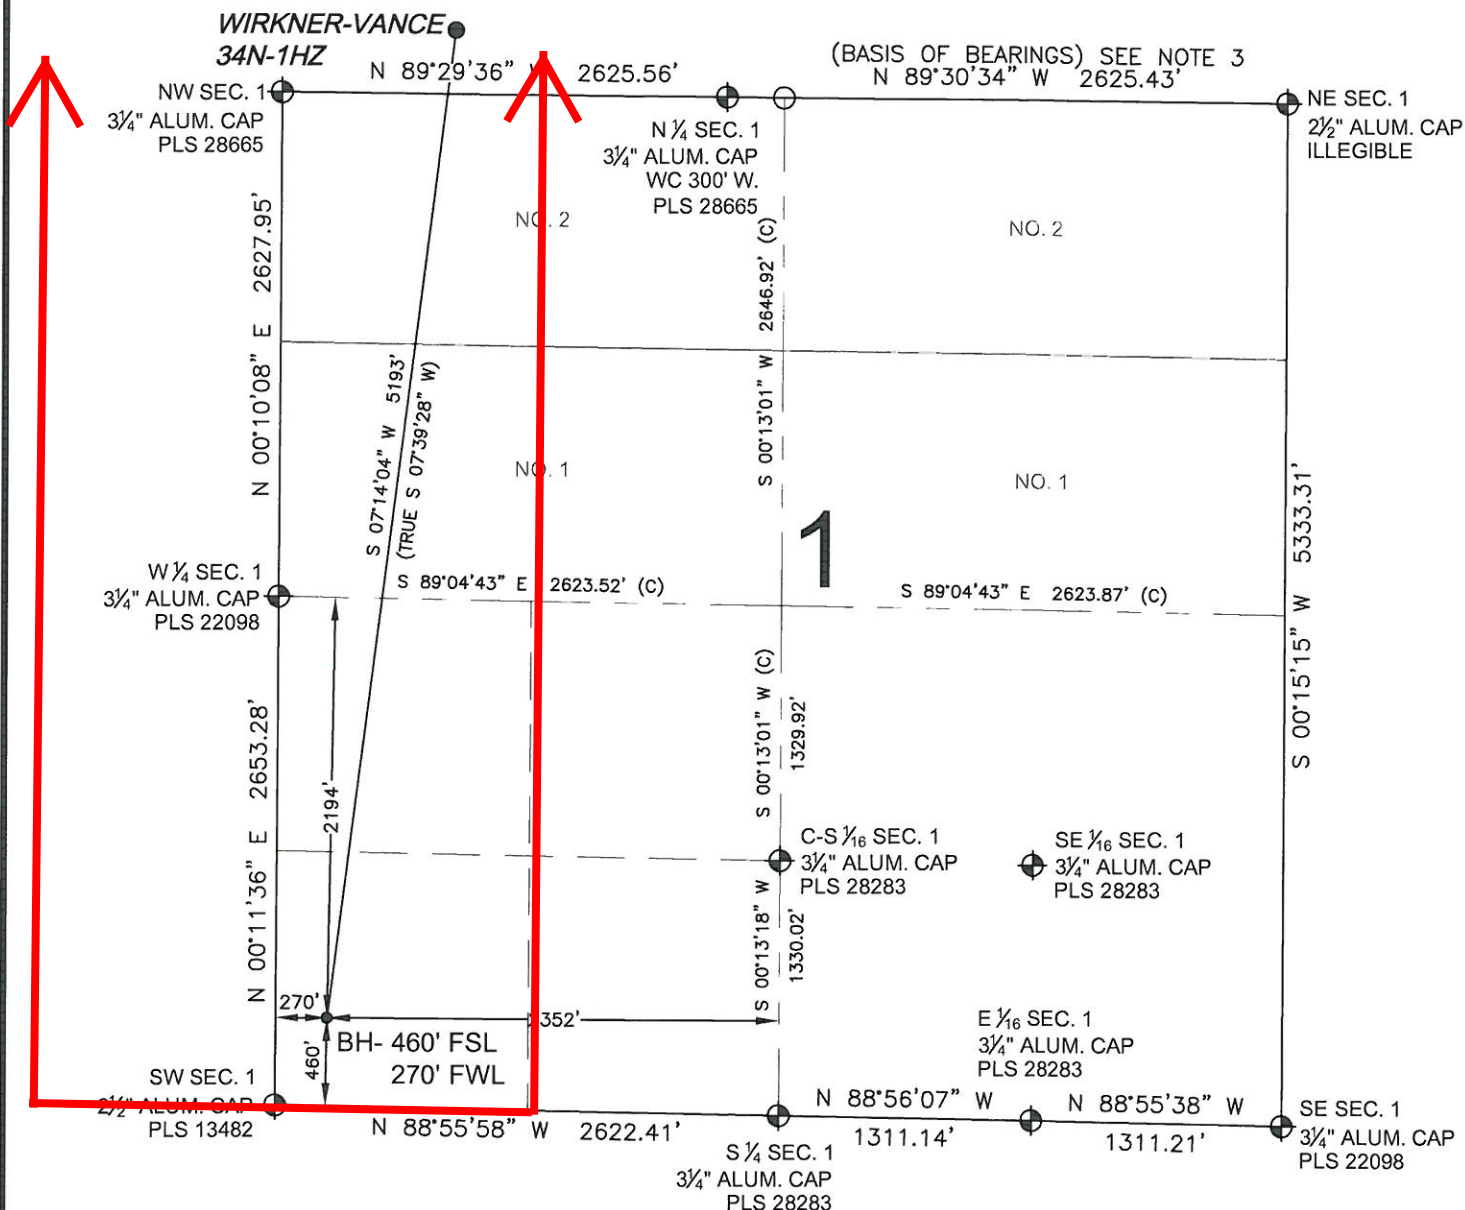 WIRKNER-VANCE
34N-1HZ
(BASIS OF BEARINGS) SEE NOTE 3
N 89°29'36" W 2625.56'
N 89°30'34" W 2625.43'
NW SEC. 1
3¼" ALUM. CAP
PLS 28665
N ¼ SEC. 1
3¼" ALUM. CAP
WC 300' W.
PLS 28665
NE SEC. 1
2½" ALUM. CAP
ILLEGIBLE
N 00°10'08" E 2627.95'
NO. 2
NO. 2
S 00°13'01" W 2646.92' (C)
S 07°14'04" W 5193'
(TRUE S 07°39'28" W)
NO. 1
NO. 1
1
S 00°15'15" W 5333.31'
W ¼ SEC. 1
3¼" ALUM. CAP
PLS 22098
S 89°04'43" E 2623.52' (C)
S 89°04'43" E 2623.87' (C)
N 00°11'36" E 2653.28'
2194'
S 00°13'01" W (C)
1329.92'
C-S 1⁄16 SEC. 1
3¼" ALUM. CAP
PLS 28283
SE 1⁄16 SEC. 1
3¼" ALUM. CAP
PLS 28283
S 00°13'18" W
1330.02'
270'
352'
460'
BH- 460' FSL
270' FWL
E 1⁄16 SEC. 1
3¼" ALUM. CAP
PLS 28283
SW SEC. 1
2½" ALUM. CAP
PLS 13482
N 88°55'58" W 2622.41'
N 88°56'07" W
1311.14'
N 88°55'38" W
1311.21'
S ¼ SEC. 1
3¼" ALUM. CAP
PLS 28283
SE SEC. 1
3¼" ALUM. CAP
PLS 22098